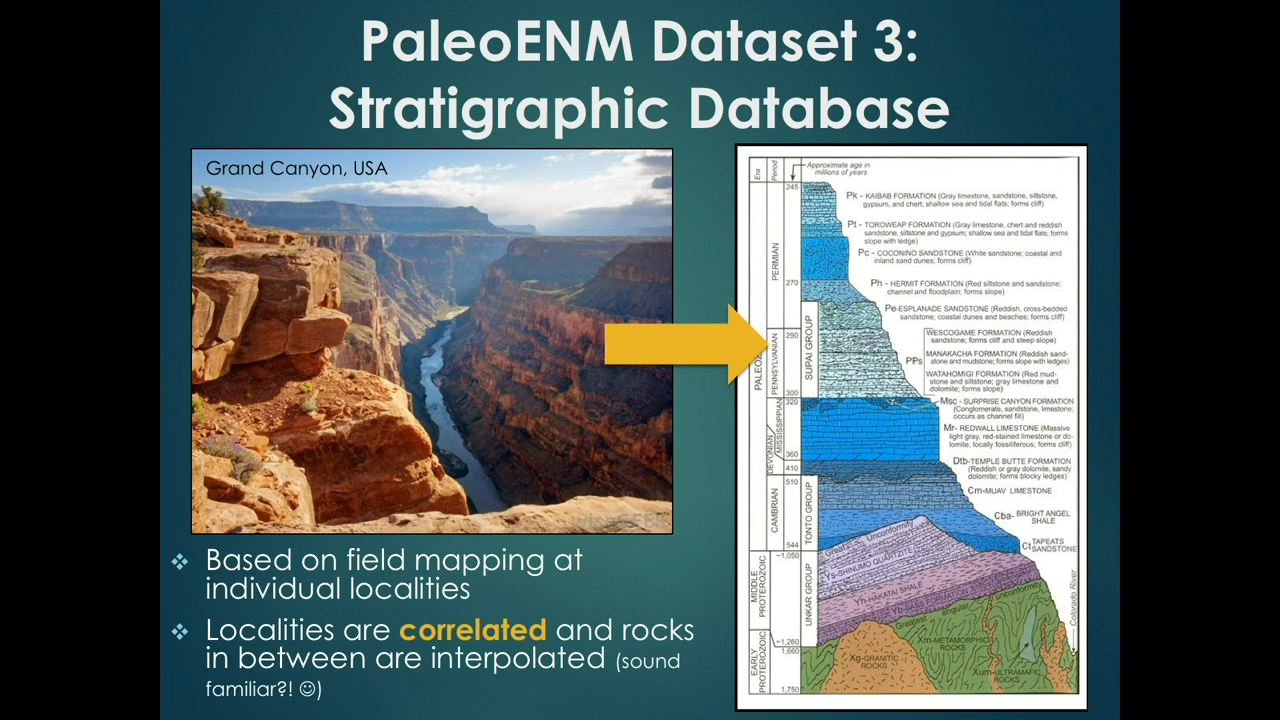 PaleoENM Dataset 3:
Stratigraphic Database
Grand Canyon, USA
❖ Based on field mapping at
individual localities
❖ Localities are correlated and rocks
in between are interpolated (sound
familiar?! ☺)
Era
Period
Approximate age in
millions of years
245
270
290
300
320
360
410
510
544
~1,050
~1,260
1,660
1,750
PERMIAN
PENNSYLVANIAN
MISSISSIPPIAN
DEVONIAN
CAMBRIAN
MIDDLE
PROTEROZOIC
EARLY
PROTEROZOIC
SUPAI GROUP
TONTO GROUP
UNKAR GROUP
Pk - KAIBAB FORMATION (Gray limestone, sandstone, siltstone,
gypsum, and chert; shallow sea and tidal flats; forms cliff)
Pt - TOROWEAP FORMATION (Gray limestone, chert and reddish
sandstone, siltstone and gypsum; shallow sea and tidal flats; forms
slope with ledge)
Pc - COCONINO SANDSTONE (White sandstone; coastal and
inland sand dunes; forms cliff)
Ph - HERMIT FORMATION (Red siltstone and sandstone;
channel and floodplain; forms slope)
Pe-ESPLANADE SANDSTONE (Reddish, cross-bedded
sandstone; coastal dunes and beaches; forms cliff)
WESCOGAME FORMATION (Reddish
sandstone; forms cliff and steep slope)
PPs
MANAKACHA FORMATION (Reddish sand-
stone and mudstone; forms slope with ledges)
WATAHOMIGI FORMATION (Red mud-
stone and siltstone; gray limestone and
dolomite; forms slope)
Msc - SURPRISE CANYON FORMATION
(Conglomerate, sandstone, limestone;
occurs as channel fill)
Mr- REDWALL LIMESTONE (Massive
light gray, red-stained limestone or do-
lomite, locally fossiliferous; forms cliff)
Dtb-TEMPLE BUTTE FORMATION
(Reddish or gray dolomite, sandy
dolomite; forms blocky ledges)
Cm-MUAV LIMESTONE
Cba- BRIGHT ANGEL
SHALE
Ct TAPEATS
SANDSTONE
Great Unconformity
Ys-SHINUMO QUARTZITE
Yh-HAKATAI SHALE
Greatest angular unconformity
Xm-METAMORPHIC
ROCKS
Xg-GRANITIC
ROCKS
Xum-ULTRAMAFIC
ROCKS
Colorado River